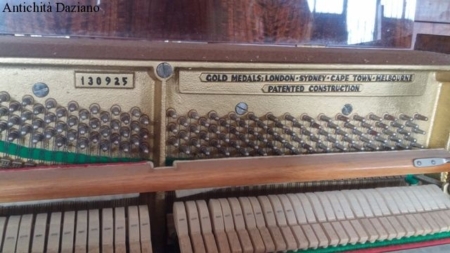 Antichità Daziano
130925
GOLD MEDALS: LONDON-SYDNEY-CAPE TOWN-MELBOURNE
PATENTED CONSTRUCTION